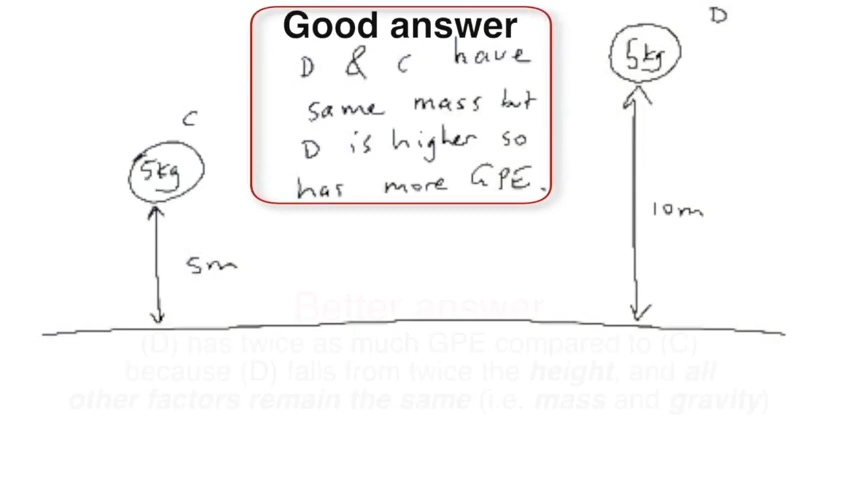 Good answer
D & C have
same mass but
D is higher so
has more GPE.
D
5kg
C
5kg
10m
5m
Better answer
(D) has twice as much GPE compared to (C)
because (D) falls from twice the height, and all
other factors remain the same (i.e. mass and gravity)